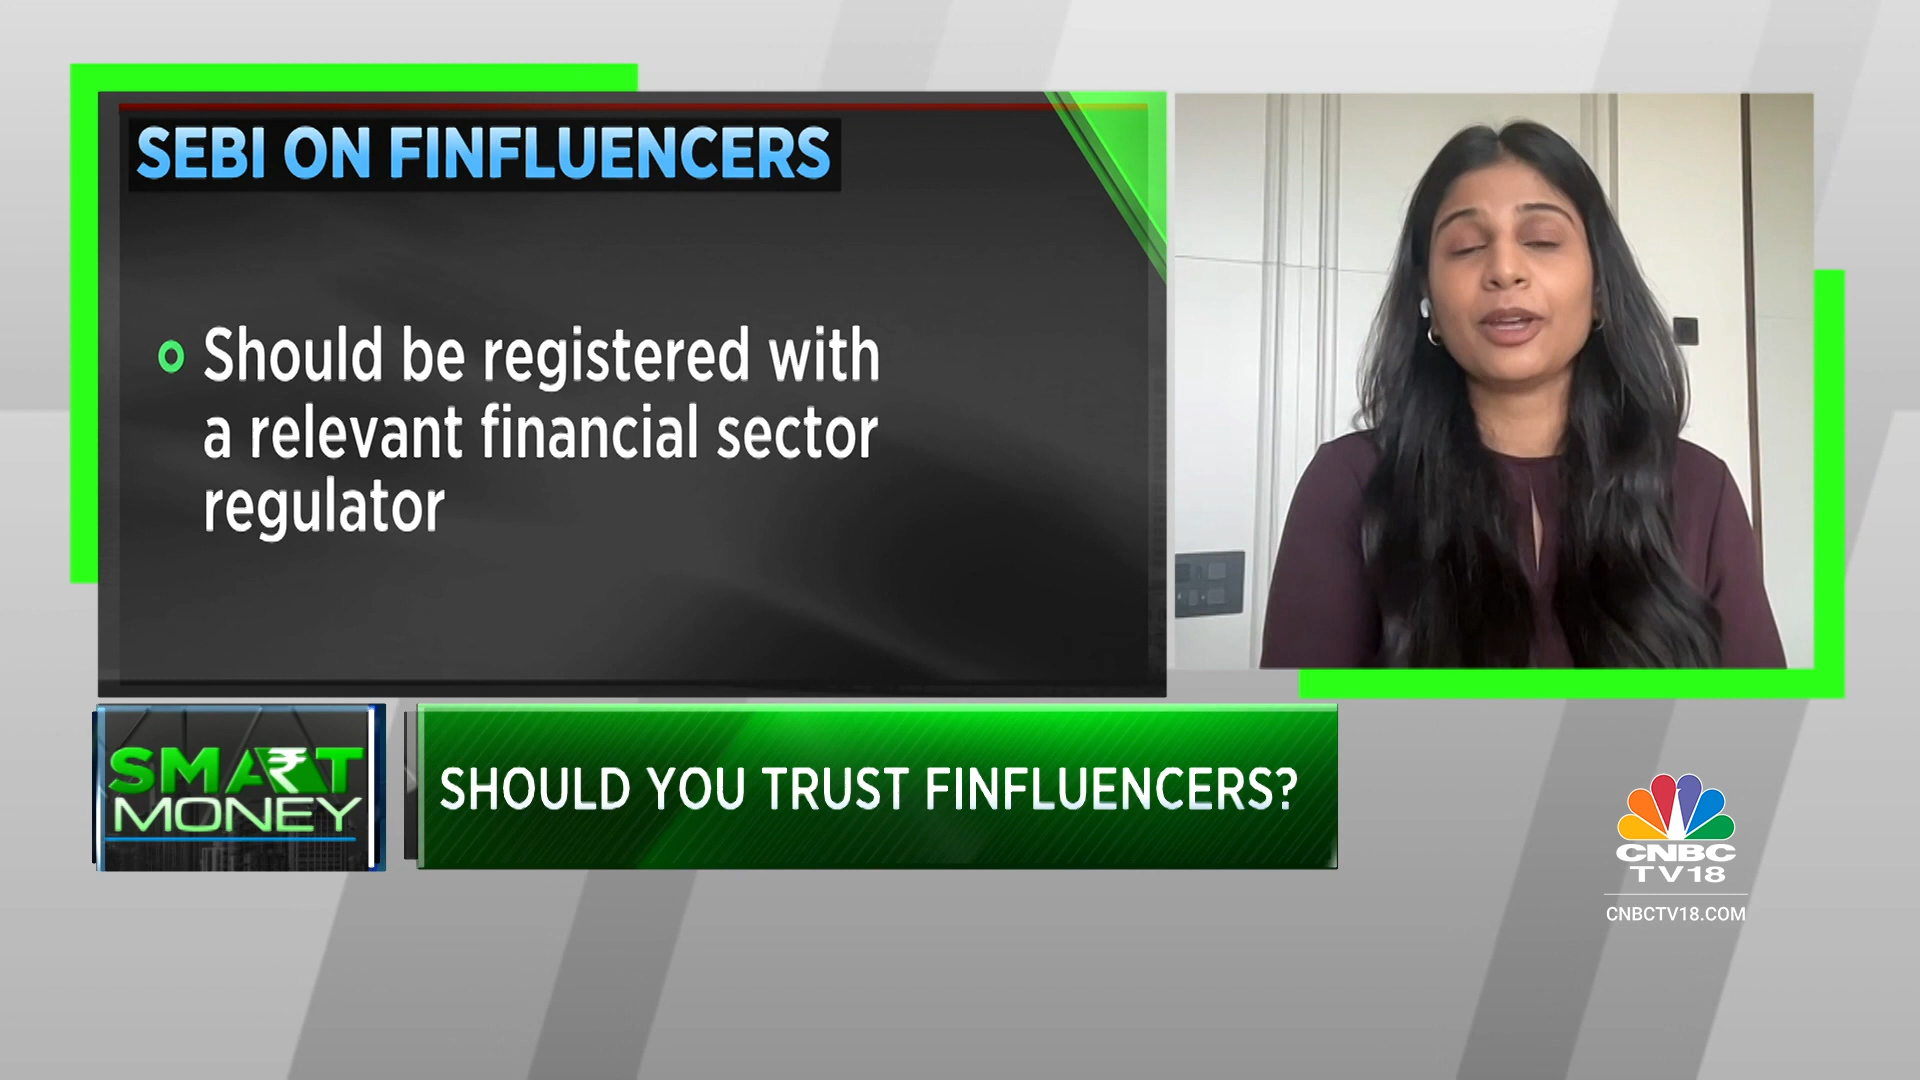 SEBI ON FINFLUENCERS
Should be registered with
a relevant financial sector
regulator
SMA₹T
MONEY
SHOULD YOU TRUST FINFLUENCERS?
CNBC
TV18
CNBCTV18.COM